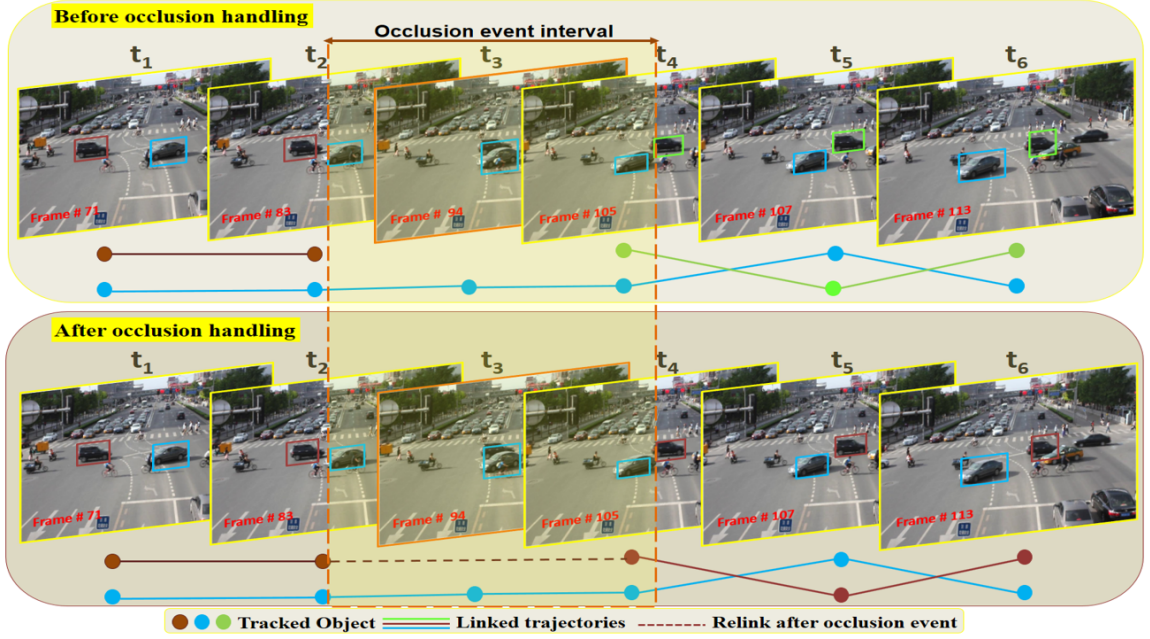 Before occlusion handling
Occlusion event interval
t1 t2 t3 t4 t5 t6
Frame # 71 Frame # 83 Frame # 94 Frame # 105 Frame # 107 Frame # 113
After occlusion handling
t1 t2 t3 t4 t5 t6
Frame # 71 Frame # 83 Frame # 94 Frame # 105 Frame # 107 Frame # 113
Tracked Object Linked trajectories Relink after occlusion event